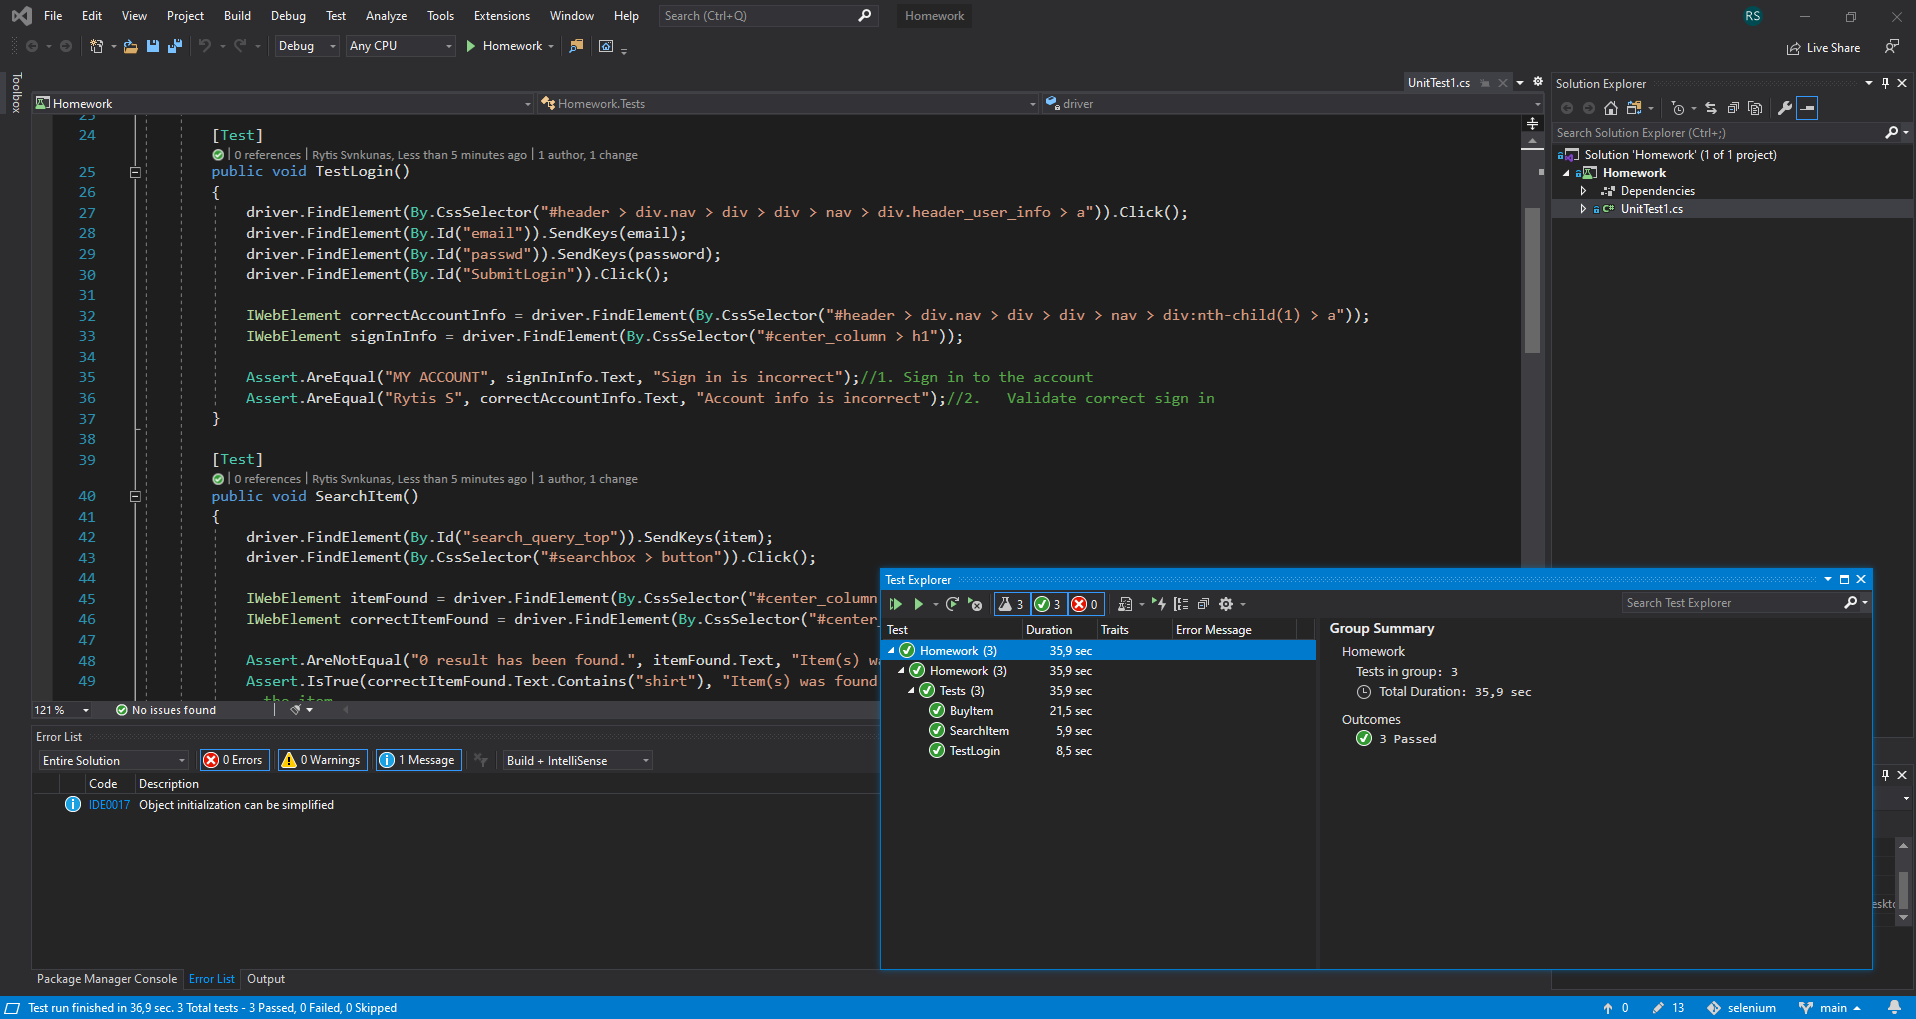 File Edit View Project Build Debug Test Analyze Tools Extensions Window Help Search (Ctrl+Q) Homework RS
Debug Any CPU Homework Live Share
Toolbox
UnitTest1.cs
Homework Homework.Tests driver
23
24 [Test]
0 references | Rytis Svnkunas, Less than 5 minutes ago | 1 author, 1 change
25 public void TestLogin()
26 {
27 driver.FindElement(By.CssSelector("#header > div.nav > div > div > nav > div.header_user_info > a")).Click();
28 driver.FindElement(By.Id("email")).SendKeys(email);
29 driver.FindElement(By.Id("passwd")).SendKeys(password);
30 driver.FindElement(By.Id("SubmitLogin")).Click();
31
32 IWebElement correctAccountInfo = driver.FindElement(By.CssSelector("#header > div.nav > div > div > nav > div:nth-child(1) > a"));
33 IWebElement signInInfo = driver.FindElement(By.CssSelector("#center_column > h1"));
34
35 Assert.AreEqual("MY ACCOUNT", signInInfo.Text, "Sign in is incorrect");//1. Sign in to the account
36 Assert.AreEqual("Rytis S", correctAccountInfo.Text, "Account info is incorrect");//2. Validate correct sign in
37 }
38
39 [Test]
0 references | Rytis Svnkunas, Less than 5 minutes ago | 1 author, 1 change
40 public void SearchItem()
41 {
42 driver.FindElement(By.Id("search_query_top")).SendKeys(item);
43 driver.FindElement(By.CssSelector("#searchbox > button")).Click();
44
45 IWebElement itemFound = driver.FindElement(By.CssSelector("#center_column
46 IWebElement correctItemFound = driver.FindElement(By.CssSelector("#center_
47
48 Assert.AreNotEqual("0 result has been found.", itemFound.Text, "Item(s) wa
49 Assert.IsTrue(correctItemFound.Text.Contains("shirt"), "Item(s) was found
the item
121 % No issues found
Error List
Entire Solution 0 Errors 0 Warnings 1 Message Build + IntelliSense
Code Description
IDE0017 Object initialization can be simplified
Package Manager Console Error List Output
Solution Explorer
Search Solution Explorer (Ctrl+;)
Solution 'Homework' (1 of 1 project)
Homework
Dependencies
C# UnitTest1.cs
Test Explorer
3 3 0 Search Test Explorer
Test Duration Traits Error Message
Homework (3) 35,9 sec
Homework (3) 35,9 sec
Tests (3) 35,9 sec
BuyItem 21,5 sec
SearchItem 5,9 sec
TestLogin 8,5 sec
Group Summary
Homework
Tests in group: 3
Total Duration: 35,9 sec
Outcomes
3 Passed
Test run finished in 36,9 sec. 3 Total tests - 3 Passed, 0 Failed, 0 Skipped 0 13 selenium main